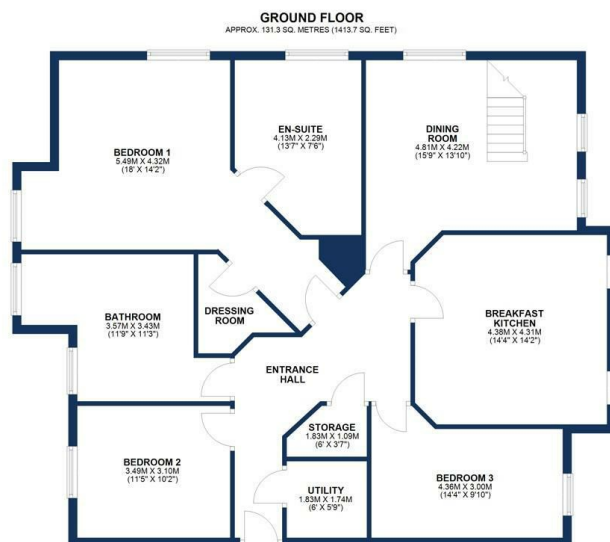 GROUND FLOOR
APPROX. 131.3 SQ. METRES (1413.7 SQ. FEET)
BEDROOM 1
5.49M X 4.32M
(18' X 14'2")
EN-SUITE
4.13M X 2.29M
(13'7" X 7'6")
DINING
ROOM
4.81M X 4.22M
(15'9" X 13'10")
BATHROOM
3.57M X 3.43M
(11'9" X 11'3")
DRESSING
ROOM
BREAKFAST
KITCHEN
4.38M X 4.31M
(14'4" X 14'2")
ENTRANCE
HALL
STORAGE
1.83M X 1.09M
(6' X 3'7")
BEDROOM 2
3.49M X 3.10M
(11'5" X 10'2")
UTILITY
1.83M X 1.74M
(6' X 5'9")
BEDROOM 3
4.36M X 3.00M
(14'4" X 9'10")